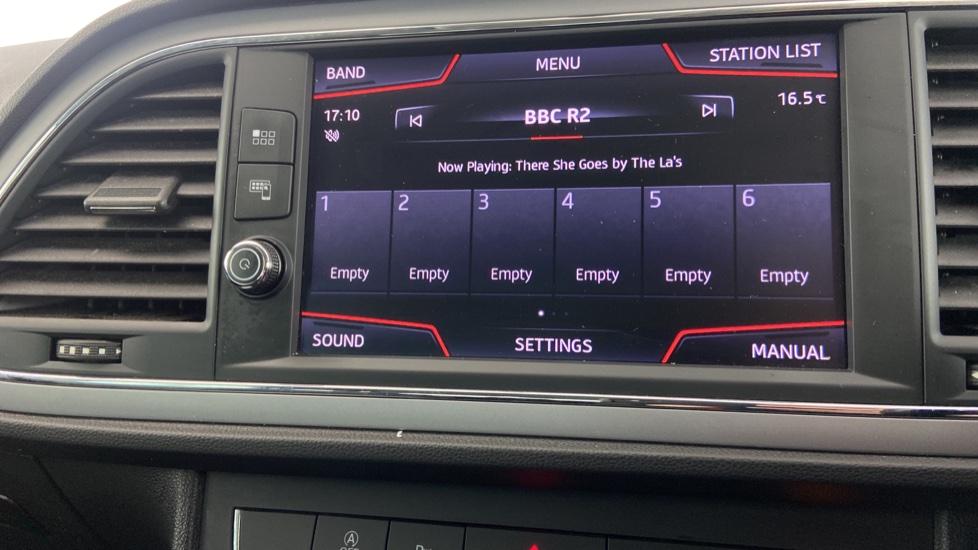 BAND
MENU
STATION LIST
17:10
BBC R2
16.5°C
Now Playing: There She Goes by The La's
1 2 3 4 5 6
Empty Empty Empty Empty Empty Empty
SOUND
SETTINGS
MANUAL
A